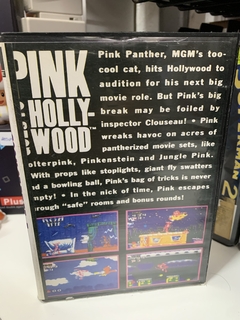 PINK
GOES
TO
HOLLY-
WOOD™
Pink Panther, MGM's too-
cool cat, hits Hollywood to
audition for his next big
movie role. But Pink's big
break may be foiled by
inspector Clouseau! • Pink
wreaks havoc on acres of
pantherized movie sets, like
olterpink, Pinkenstein and Jungle Pink.
With props like stoplights, giant fly swatters
and a bowling ball, Pink's bag of tricks is never
mpty! • In the nick of time, Pink escapes
rough "safe" rooms and bonus rounds!
Plus